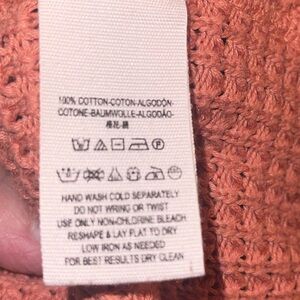 100% COTTON-COTON-ALGODÓN-
COTONE-BAUMWOLLE-ALGODÃO-
HAND WASH COLD SEPARATELY
DO NOT WRING OR TWIST
USE ONLY NON-CHLORINE BLEACH
RESHAPE & LAY FLAT TO DRY
LOW IRON AS NEEDED
FOR BEST RESULTS DRY CLEAN